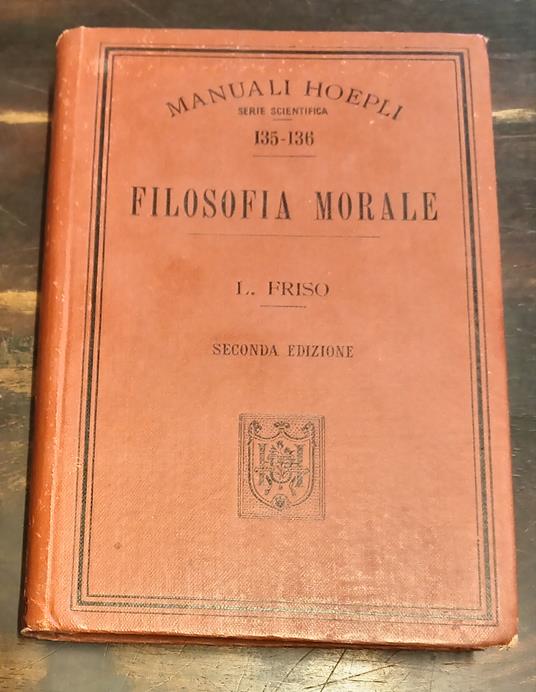 MANUALI HOEPLI
SERIE SCIENTIFICA
135-136
FILOSOFIA MORALE
L. FRISO
SECONDA EDIZIONE